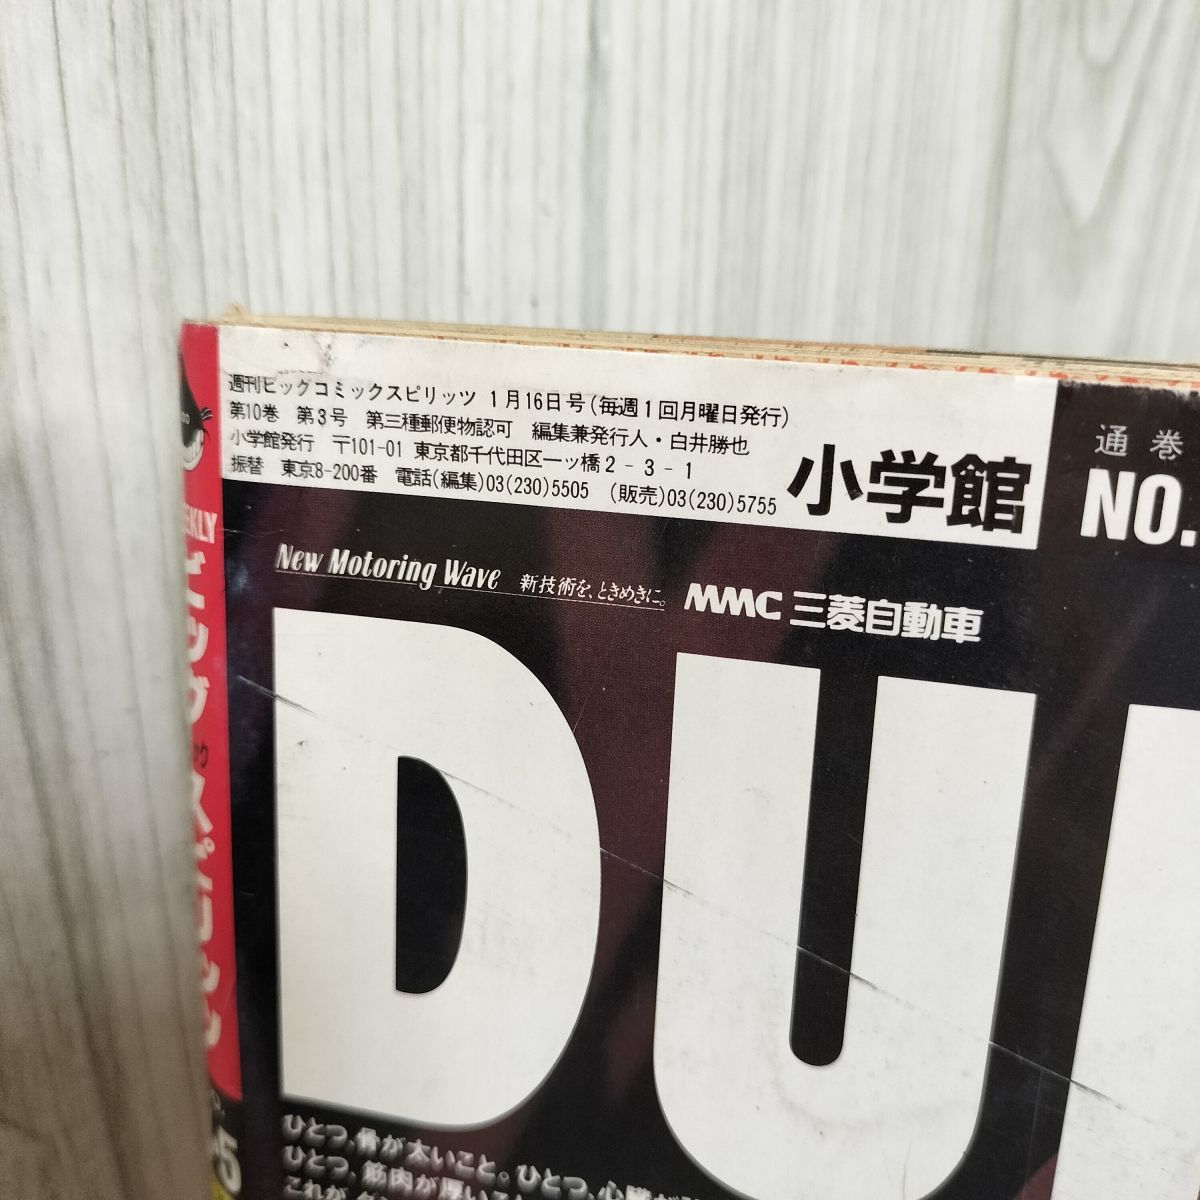 週刊ビッグコミックスピリッツ 1月16日号(毎週1回月曜日発行)
第10巻 第3号 第三種郵便物認可 編集兼発行人・白井勝也
小学館発行 〒101-01 東京都千代田区一ッ橋2-3-1
振替 東京8-200番 電話(編集)03(230)5505 (販売)03(230)5755
小学館
通巻
NO.
New Motoring Wave 新技術を、ときめきに。 MMC 三菱自動車
DU
ひとつ、骨が太いこと。ひとつ、心臓が
ひとつ、筋肉が厚いこと
これが、
EKLY
ビッグ
スピリッツ